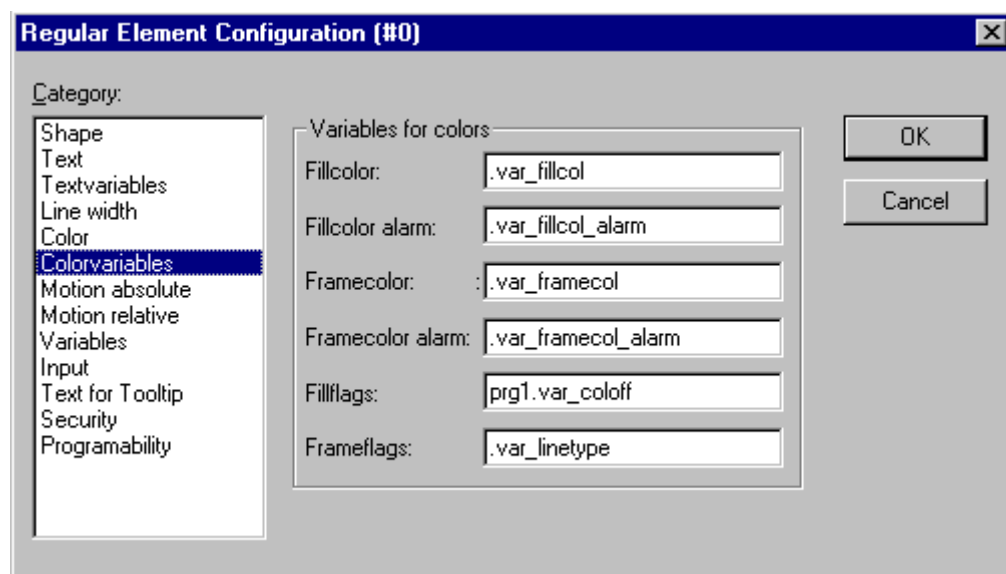 Regular Element Configuration (#0)
Category:
Shape
Text
Textvariables
Line width
Color
Colorvariables
Motion absolute
Motion relative
Variables
Input
Text for Tooltip
Security
Programability
Variables for colors
Fillcolor: .var_fillcol
Fillcolor alarm: .var_fillcol_alarm
Framecolor: :.var_framecol
Framecolor alarm: .var_framecol_alarm
Fillflags: prg1.var_coloff
Frameflags: .var_linetype
OK
Cancel